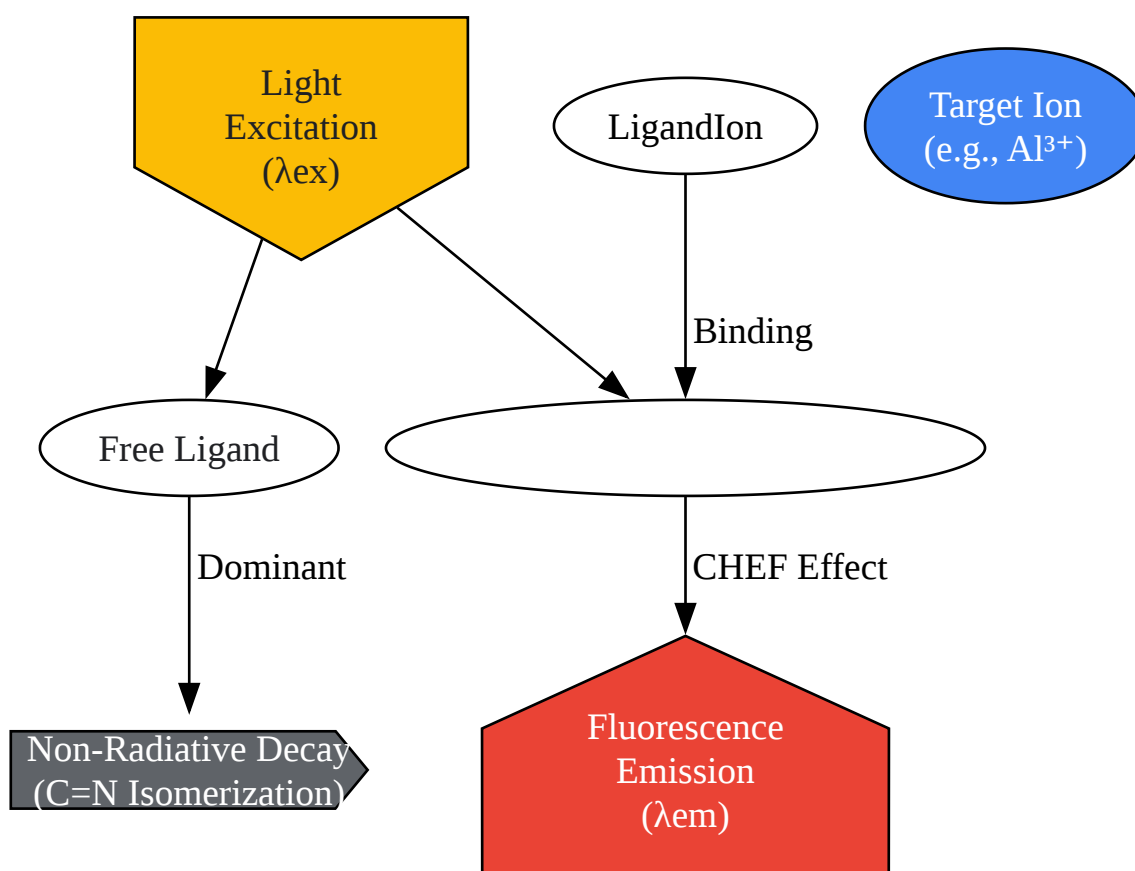 Light
Excitation
(λex)
LigandIon
Target Ion
(e.g., Al³⁺)
Binding
Free Ligand
Dominant
CHEF Effect
Non-Radiative Decay
(C=N Isomerization)
Fluorescence
Emission
(λem)